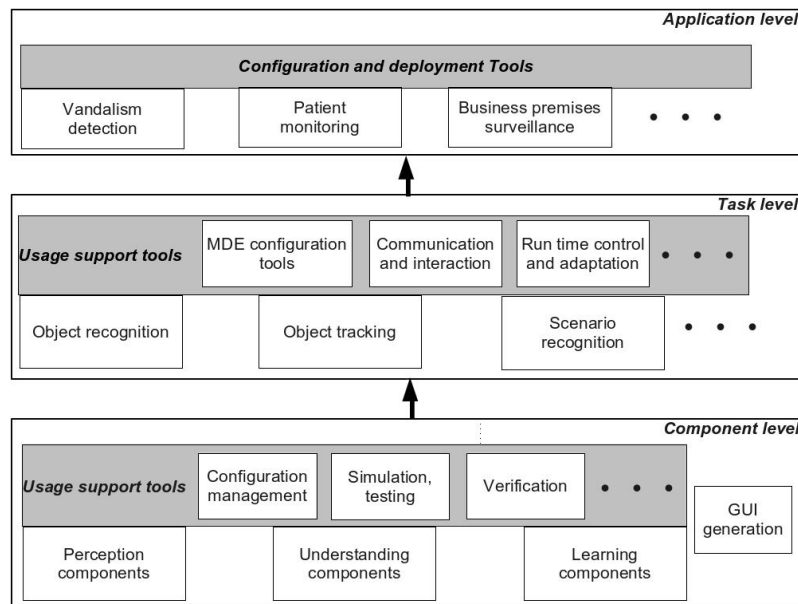 Application level
Configuration and deployment Tools
Vandalism
detection
Patient
monitoring
Business premises
surveillance
• • •
Task level
Usage support tools
MDE configuration
tools
Communication
and interaction
Run time control
and adaptation
• • •
Object recognition
Object tracking
Scenario
recognition
• • •
Component level
Usage support tools
Configuration
management
Simulation,
testing
Verification
• • •
GUI
generation
Perception
components
Understanding
components
Learning
components